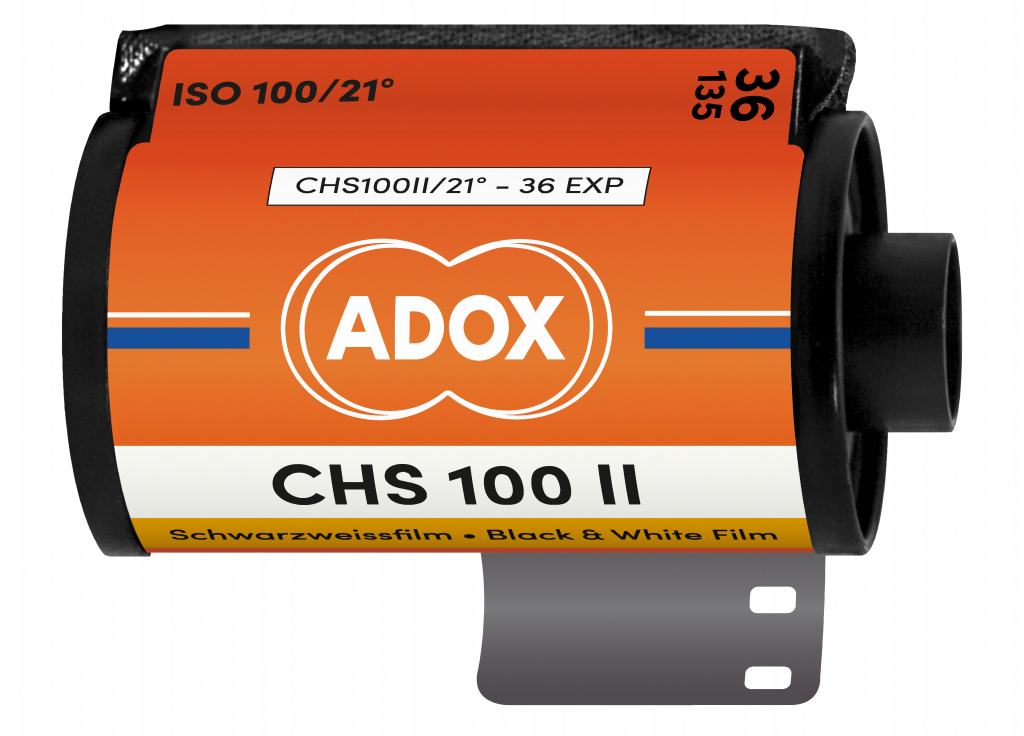 ISO 100/21°
36
135
CHS100II/21° – 36 EXP
ADOX
CHS 100 II
Schwarzweissfilm • Black & White Film